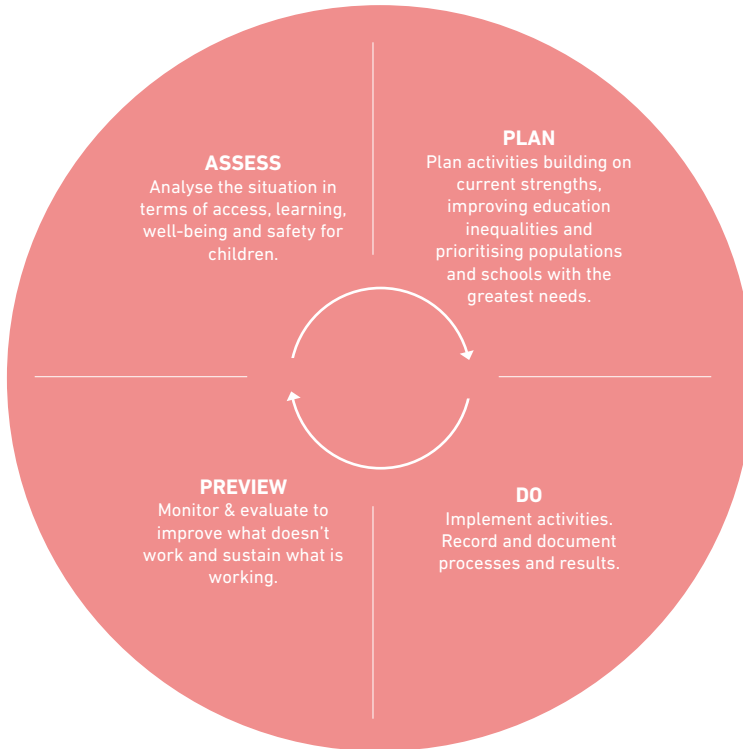 ASSESS
Analyse the situation in
terms of access, learning,
well-being and safety for
children.
PLAN
Plan activities building on
current strengths,
improving education
inequalities and
prioritising populations
and schools with the
greatest needs.
PREVIEW
Monitor & evaluate to
improve what doesn't
work and sustain what is
working.
DO
Implement activities.
Record and document
processes and results.